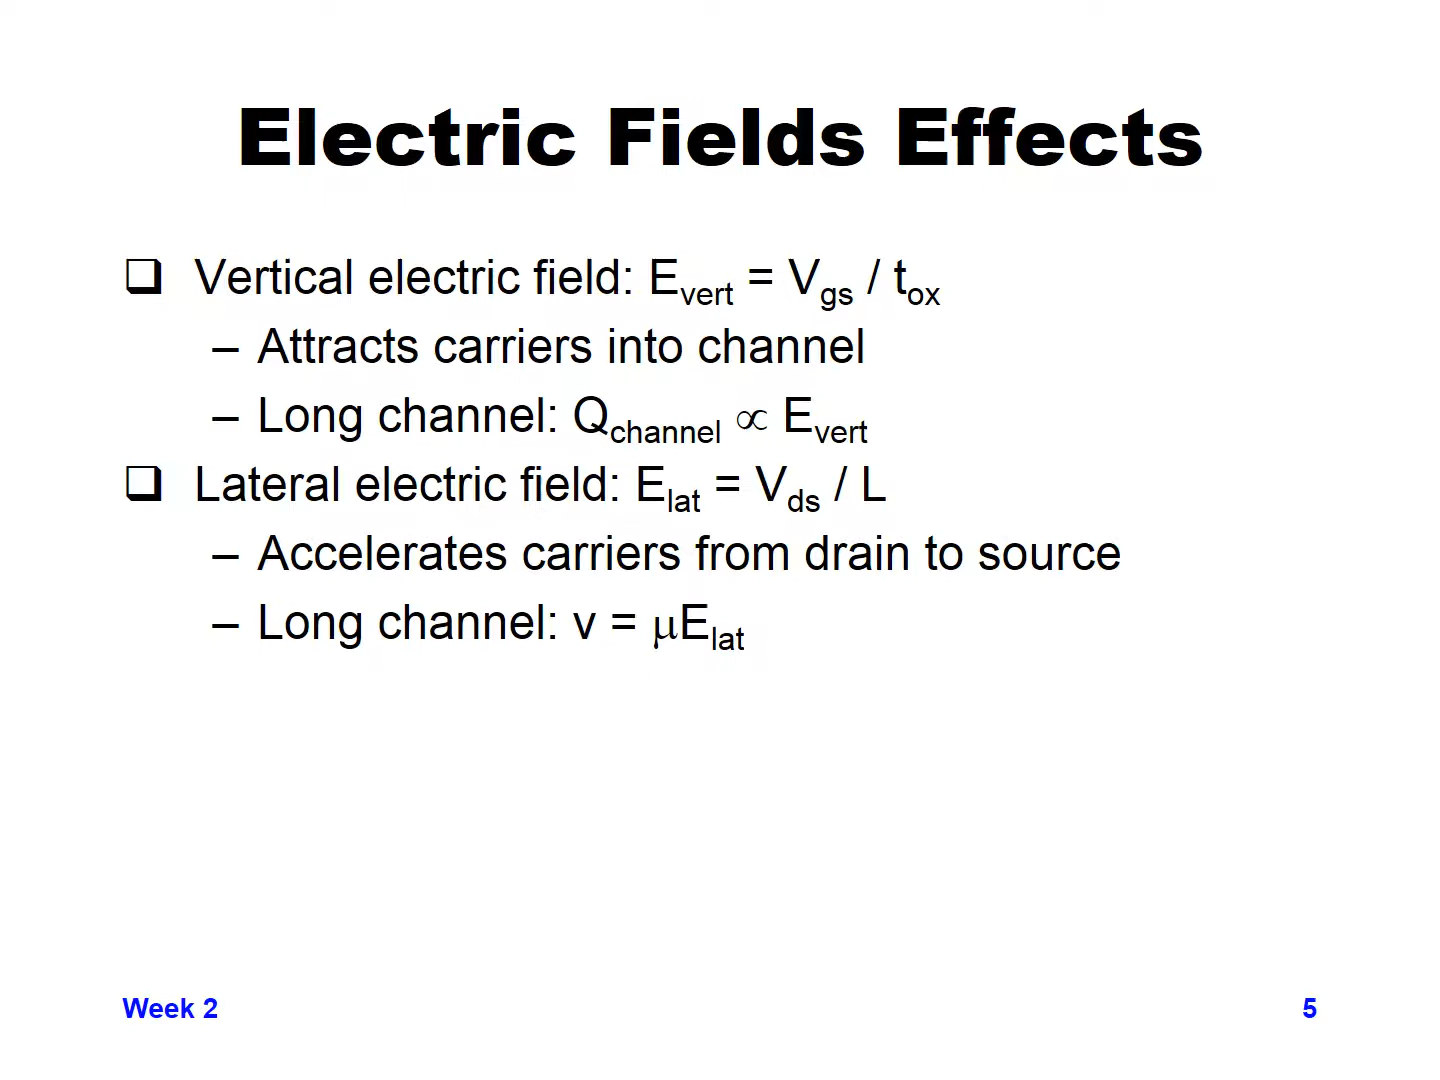 Electric Fields Effects
❑ Vertical electric field: E_vert = V_gs / t_ox
– Attracts carriers into channel
– Long channel: Q_channel ∝ E_vert
❑ Lateral electric field: E_lat = V_ds / L
– Accelerates carriers from drain to source
– Long channel: v = μE_lat
Week 2
5